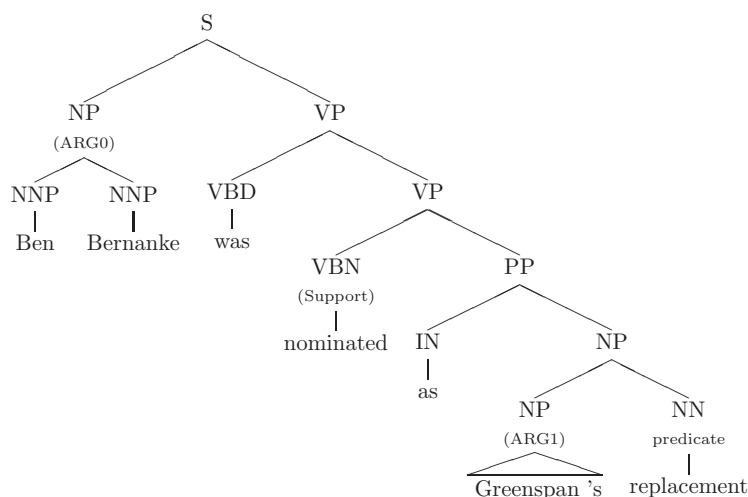 S
NP VP
(ARG0)
NNP NNP VBD VP
Ben Bernanke was
VBN PP
(Support)
nominated IN NP
as
NP NN
(ARG1) predicate
Greenspan 's replacement